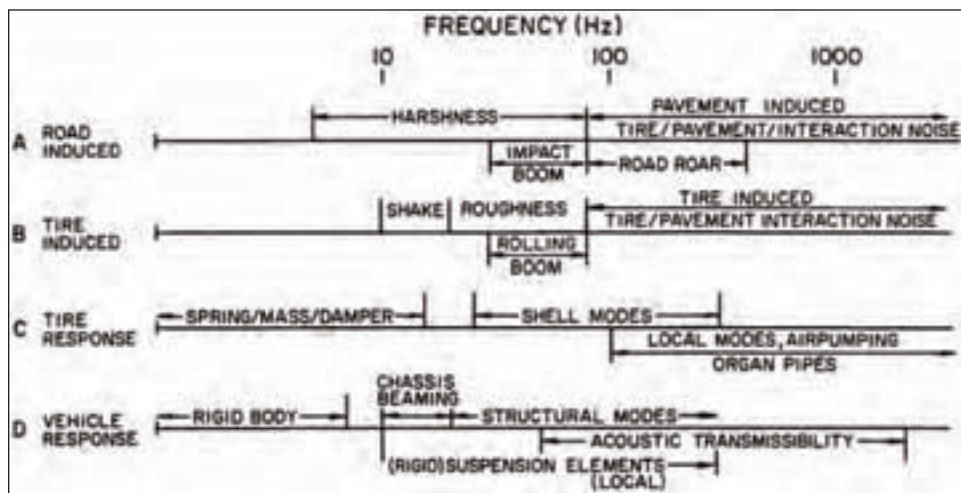 FREQUENCY (Hz)
10 100 1000
HARSHNESS PAVEMENT INDUCED
A ROAD INDUCED TIRE/PAVEMENT/INTERACTION NOISE
IMPACT BOOM ROAD ROAR
SHAKE ROUGHNESS TIRE INDUCED
B TIRE INDUCED TIRE/PAVEMENT INTERACTION NOISE
ROLLING BOOM
C TIRE RESPONSE SPRING/MASS/DAMPER SHELL MODES
LOCAL MODES, AIRPUMPING
ORGAN PIPES
CHASSIS BEAMING
D VEHICLE RESPONSE RIGID BODY STRUCTURAL MODES
ACOUSTIC TRANSMISSIBILITY
(RIGID) SUSPENSION ELEMENTS
(LOCAL)